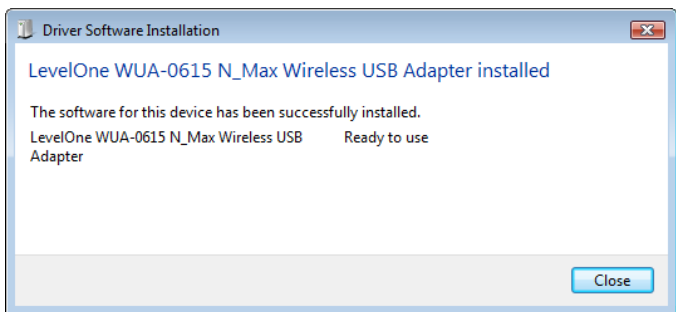 Driver Software Installation
LevelOne WUA-0615 N_Max Wireless USB Adapter installed
The software for this device has been successfully installed.
LevelOne WUA-0615 N_Max Wireless USB Ready to use
Adapter
Close